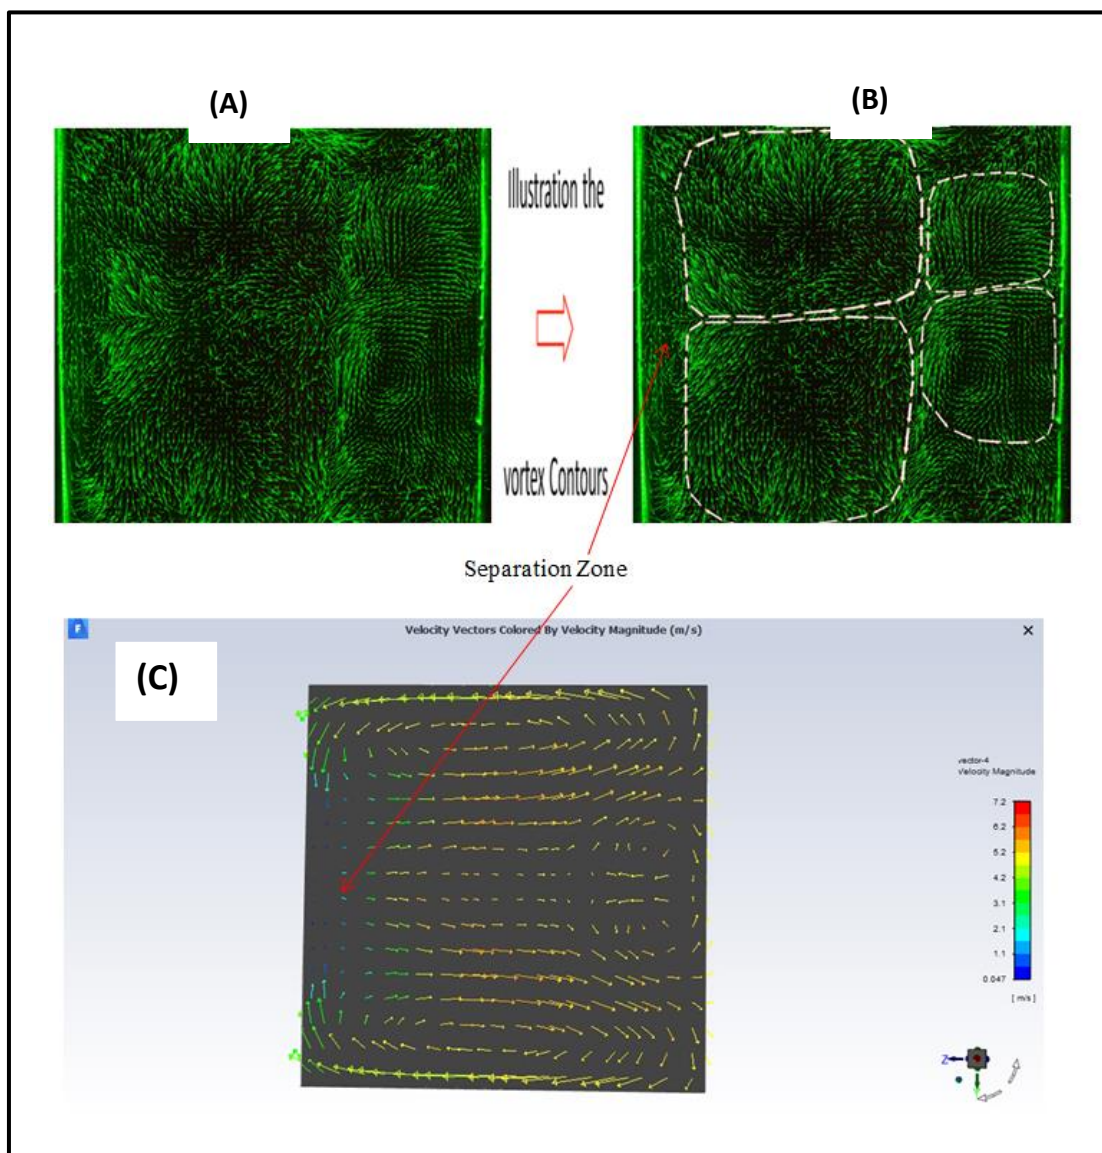 (A)
(B)
Illustration the
vortex Contours
Separation Zone
Velocity Vectors Colored By Velocity Magnitude (m/s)
(C)
vector-4
Velocity Magnitude
7.2
6.2
5.2
4.2
3.1
2.1
1.1
0.047
[ m/s ]
Z
Y